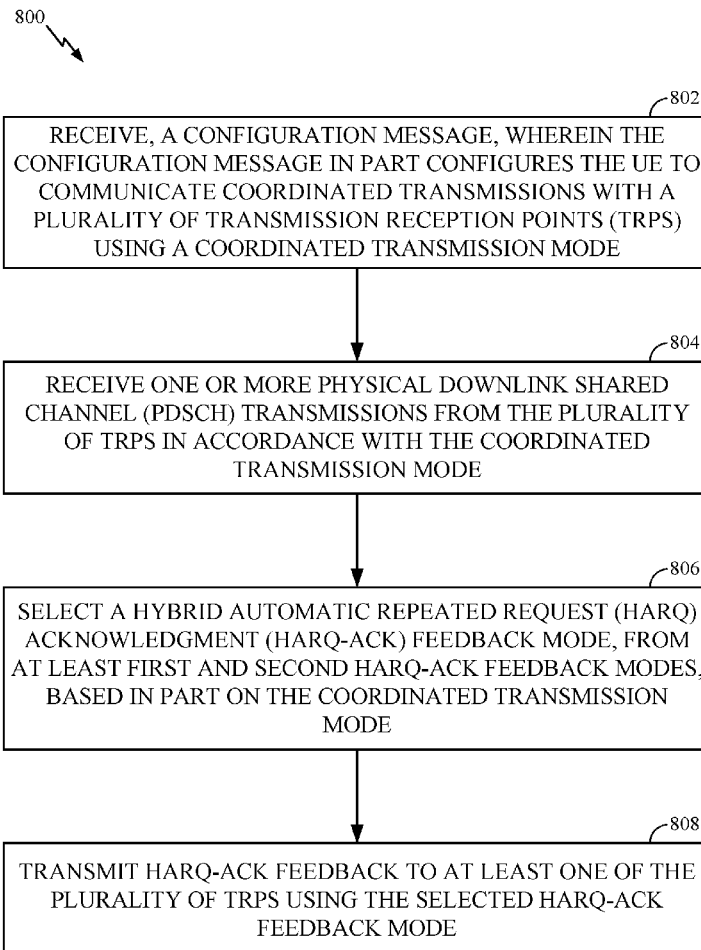 800
802
RECEIVE, A CONFIGURATION MESSAGE, WHEREIN THE
CONFIGURATION MESSAGE IN PART CONFIGURES THE UE TO
COMMUNICATE COORDINATED TRANSMISSIONS WITH A
PLURALITY OF TRANSMISSION RECEPTION POINTS (TRPS)
USING A COORDINATED TRANSMISSION MODE
804
RECEIVE ONE OR MORE PHYSICAL DOWNLINK SHARED
CHANNEL (PDSCH) TRANSMISSIONS FROM THE PLURALITY
OF TRPS IN ACCORDANCE WITH THE COORDINATED
TRANSMISSION MODE
806
SELECT A HYBRID AUTOMATIC REPEATED REQUEST (HARQ)
ACKNOWLEDGMENT (HARQ-ACK) FEEDBACK MODE, FROM
AT LEAST FIRST AND SECOND HARQ-ACK FEEDBACK MODES,
BASED IN PART ON THE COORDINATED TRANSMISSION
MODE
808
TRANSMIT HARQ-ACK FEEDBACK TO AT LEAST ONE OF THE
PLURALITY OF TRPS USING THE SELECTED HARQ-ACK
FEEDBACK MODE